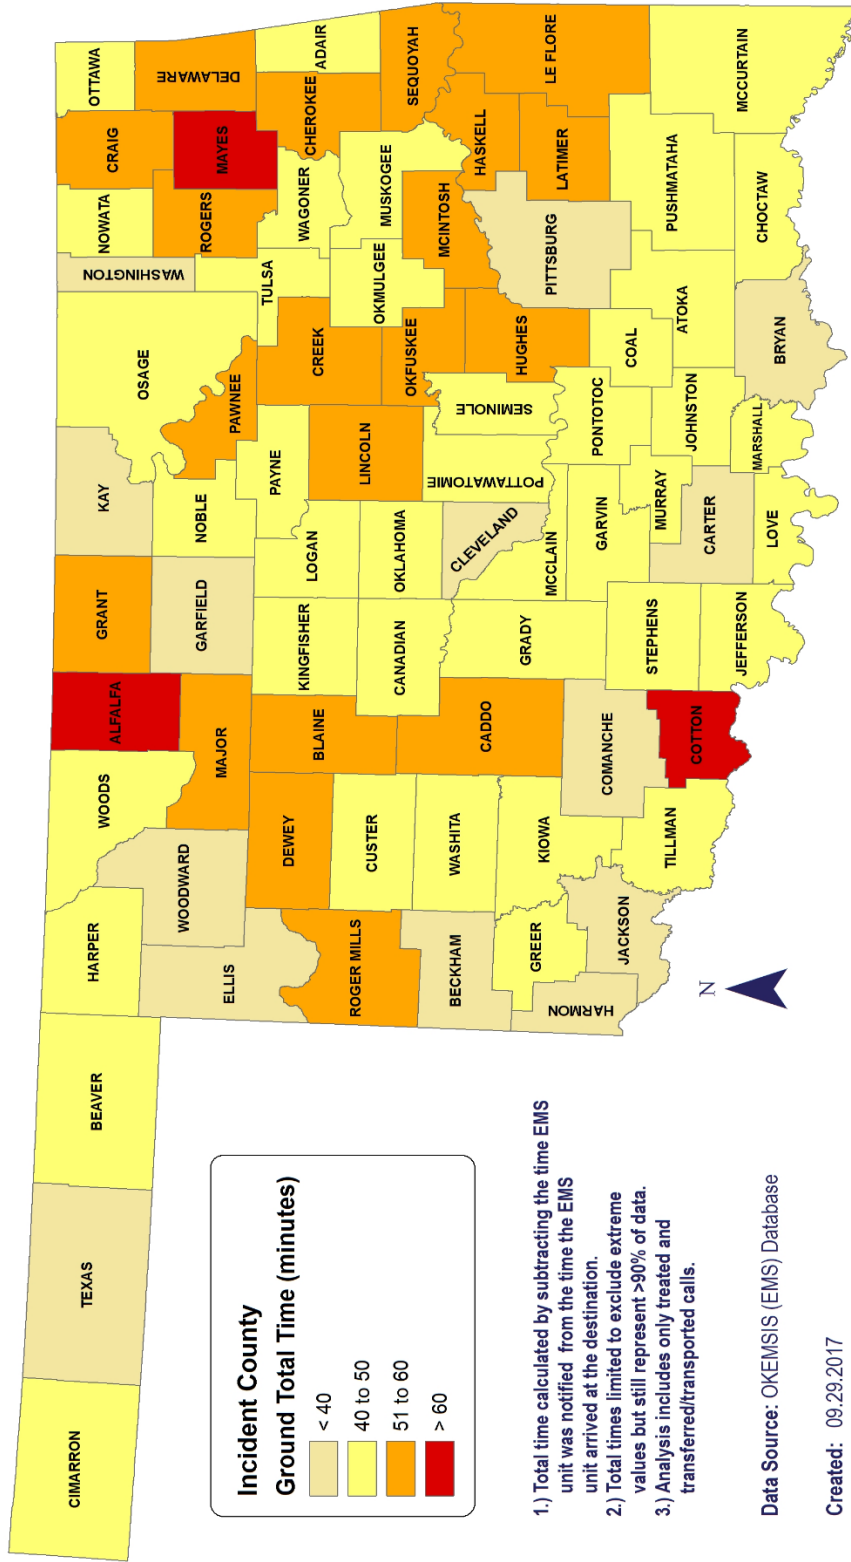 CIMARRON
TEXAS
BEAVER
HARPER
WOODS
ALFALFA
GRANT
KAY
OSAGE
WASHINGTON
NOWATA
CRAIG
OTTAWA
ELLIS
WOODWARD
MAJOR
GARFIELD
NOBLE
PAWNEE
ROGERS
MAYES
DELAWARE
ROGER MILLS
DEWEY
BLAINE
KINGFISHER
LOGAN
PAYNE
CREEK
TULSA
WAGONER
CHEROKEE
ADAIR
BECKHAM
CUSTER
WASHITA
CADDO
CANADIAN
OKLAHOMA
LINCOLN
OKFUSKEE
OKMULGEE
MUSKOGEE
SEQUOYAH
HARMON
GREER
KIOWA
GRADY
CLEVELAND
MCCLAIN
POTTAWATOMIE
SEMINOLE
HUGHES
MCINTOSH
HASKELL
LE FLORE
JACKSON
TILLMAN
COMANCHE
COTTON
STEPHENS
GARVIN
MURRAY
PONTOTOC
COAL
PITTSBURG
LATIMER
JEFFERSON
CARTER
LOVE
JOHNSTON
MARSHALL
ATOKA
BRYAN
PUSHMATAHA
CHOCTAW
MCCURTAIN
N
Incident County
Ground Total Time (minutes)
< 40
40 to 50
51 to 60
> 60
1.) Total time calculated by subtracting the time EMS
unit was notified from the time the EMS
unit arrived at the destination.
2.) Total times limited to exclude extreme
values but still represent >90% of data.
3.) Analysis includes only treated and
transferred/transported calls.
Data Source: OKEMSIS (EMS) Database
Created: 09.29.2017